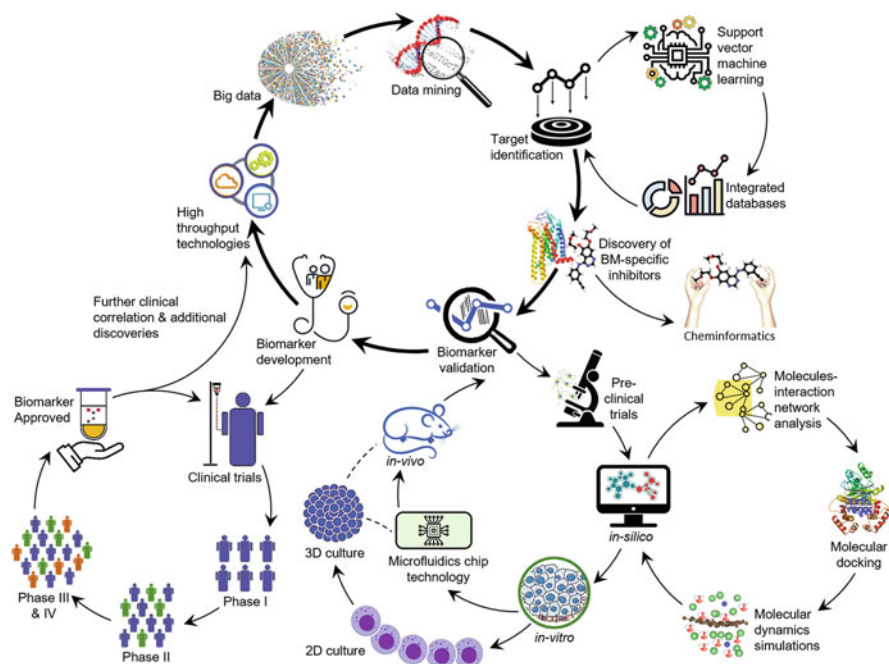 Big data
Data mining
Support
vector
machine
learning
Target
identification
Integrated
databases
High
throughput
technologies
Discovery of
BM-specific
inhibitors
Cheminformatics
Further clinical
correlation & additional
discoveries
Biomarker
development
Biomarker
validation
Pre-
clinical
trials
Molecules-
interaction
network
analysis
Biomarker
Approved
Clinical trials
in-vivo
in-silico
3D culture
Microfluidics chip
technology
Molecular
docking
Phase III
& IV
Phase I
Phase II
2D culture
in-vitro
Molecular
dynamics
simulations